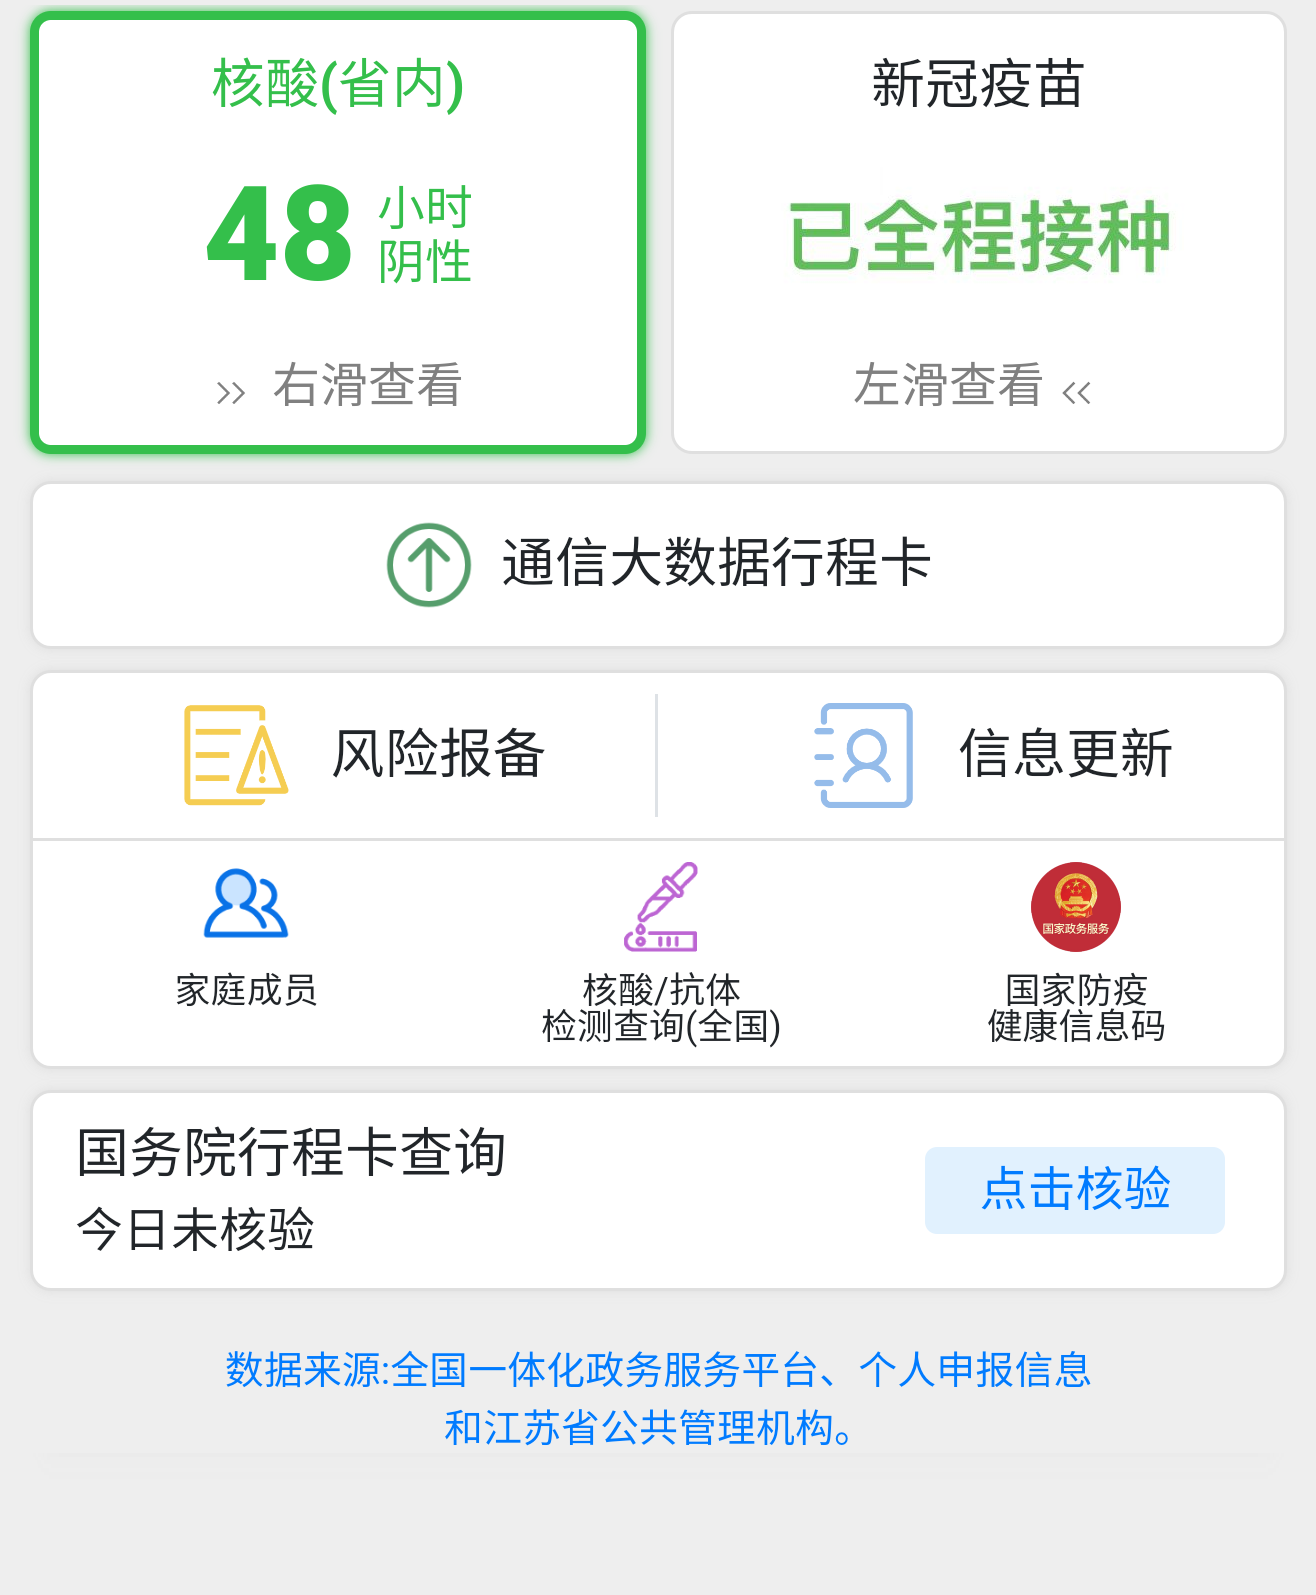 核酸(省内)
48 小时
阴性
右滑查看
新冠疫苗
已全程接种
左滑查看
通信大数据行程卡
风险报备
信息更新
家庭成员
核酸/抗体
检测查询(全国)
国家政务服务
国家防疫
健康信息码
国务院行程卡查询
今日未核验
点击核验
数据来源:全国一体化政务服务平台、个人申报信息
和江苏省公共管理机构。